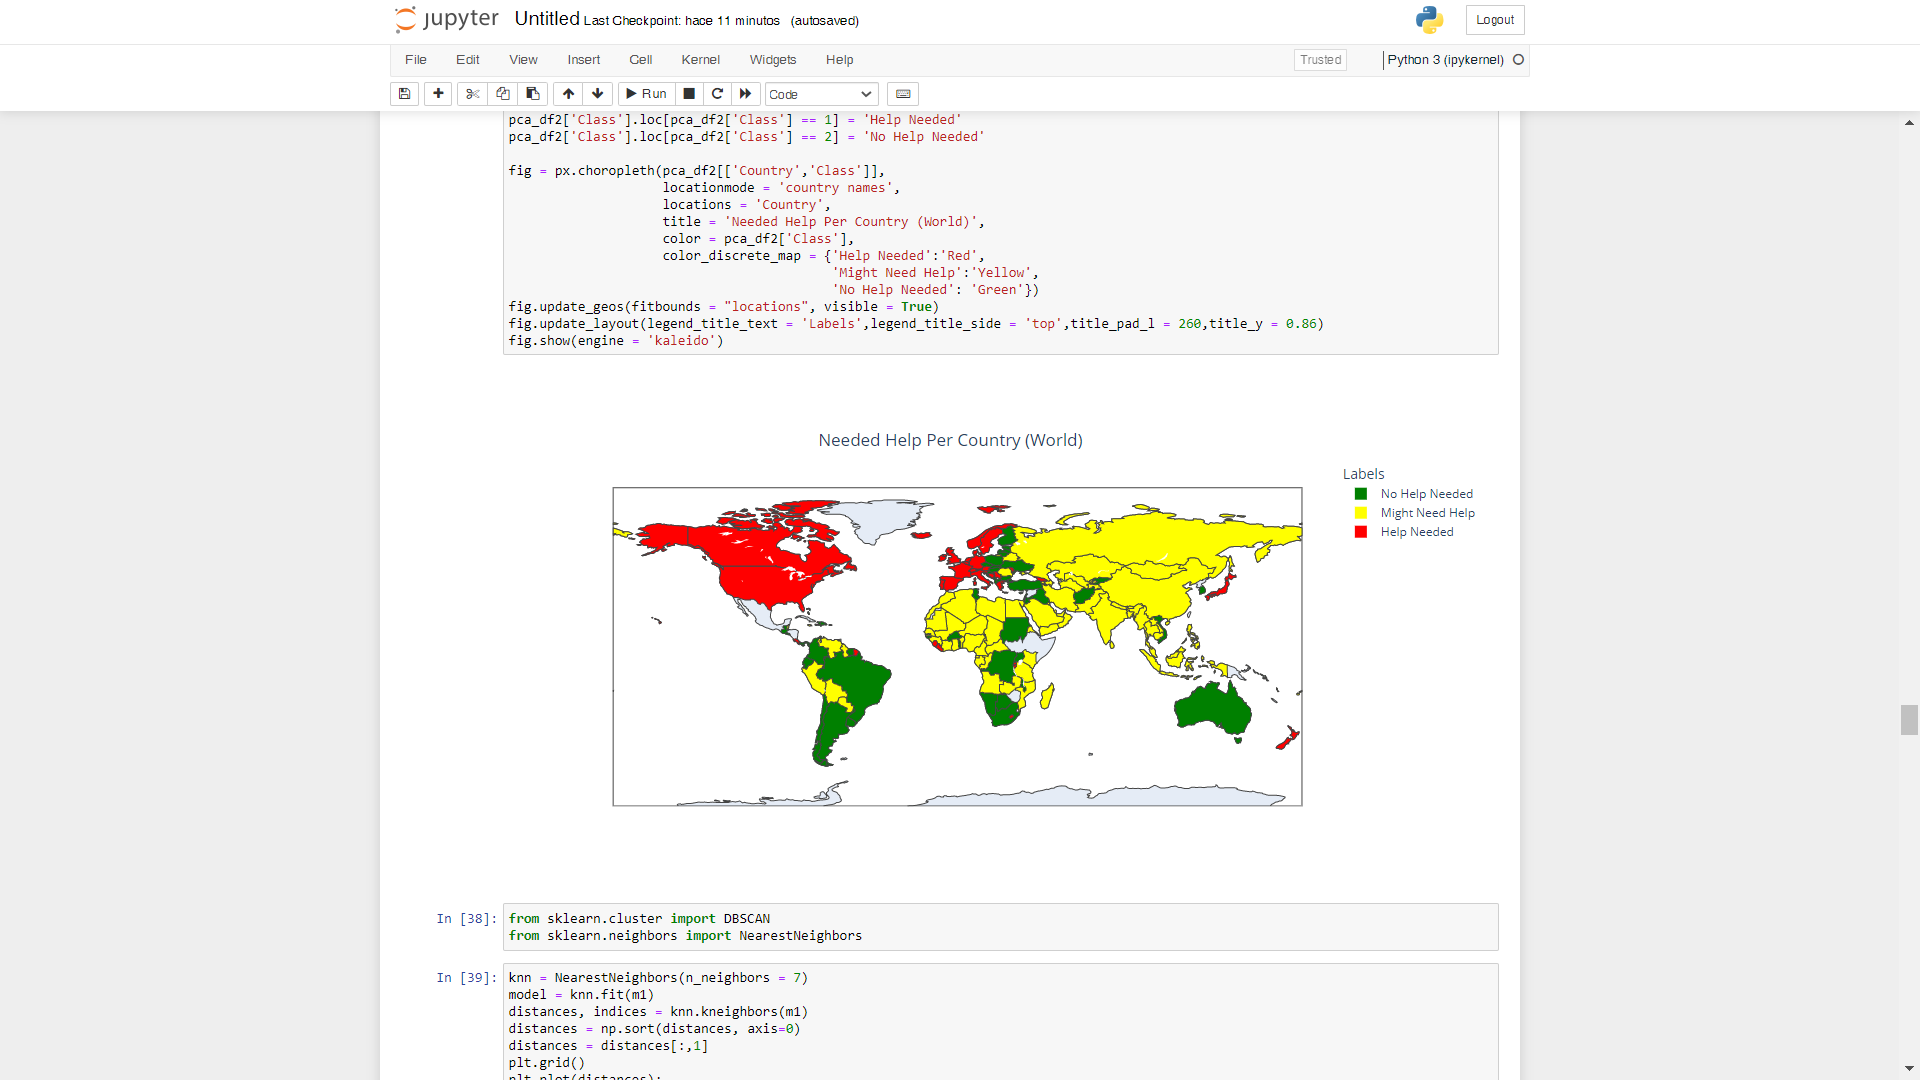 jupyter Untitled Last Checkpoint: hace 11 minutos (autosaved) Logout
File Edit View Insert Cell Kernel Widgets Help Trusted Python 3 (ipykernel)
Run Code
pca_df2['Class'].loc[pca_df2['Class'] == 1] = 'Help Needed'
pca_df2['Class'].loc[pca_df2['Class'] == 2] = 'No Help Needed'
fig = px.choropleth(pca_df2[['Country','Class']],
locationmode = 'country names',
locations = 'Country',
title = 'Needed Help Per Country (World)',
color = pca_df2['Class'],
color_discrete_map = {'Help Needed':'Red',
'Might Need Help':'Yellow',
'No Help Needed': 'Green'})
fig.update_geos(fitbounds = "locations", visible = True)
fig.update_layout(legend_title_text = 'Labels',legend_title_side = 'top',title_pad_l = 260,title_y = 0.86)
fig.show(engine = 'kaleido')
Needed Help Per Country (World)
Labels
No Help Needed
Might Need Help
Help Needed
In [38]: from sklearn.cluster import DBSCAN
from sklearn.neighbors import NearestNeighbors
In [39]: knn = NearestNeighbors(n_neighbors = 7)
model = knn.fit(m1)
distances, indices = knn.kneighbors(m1)
distances = np.sort(distances, axis=0)
distances = distances[:,1]
plt.grid()
plt.plot(distances);